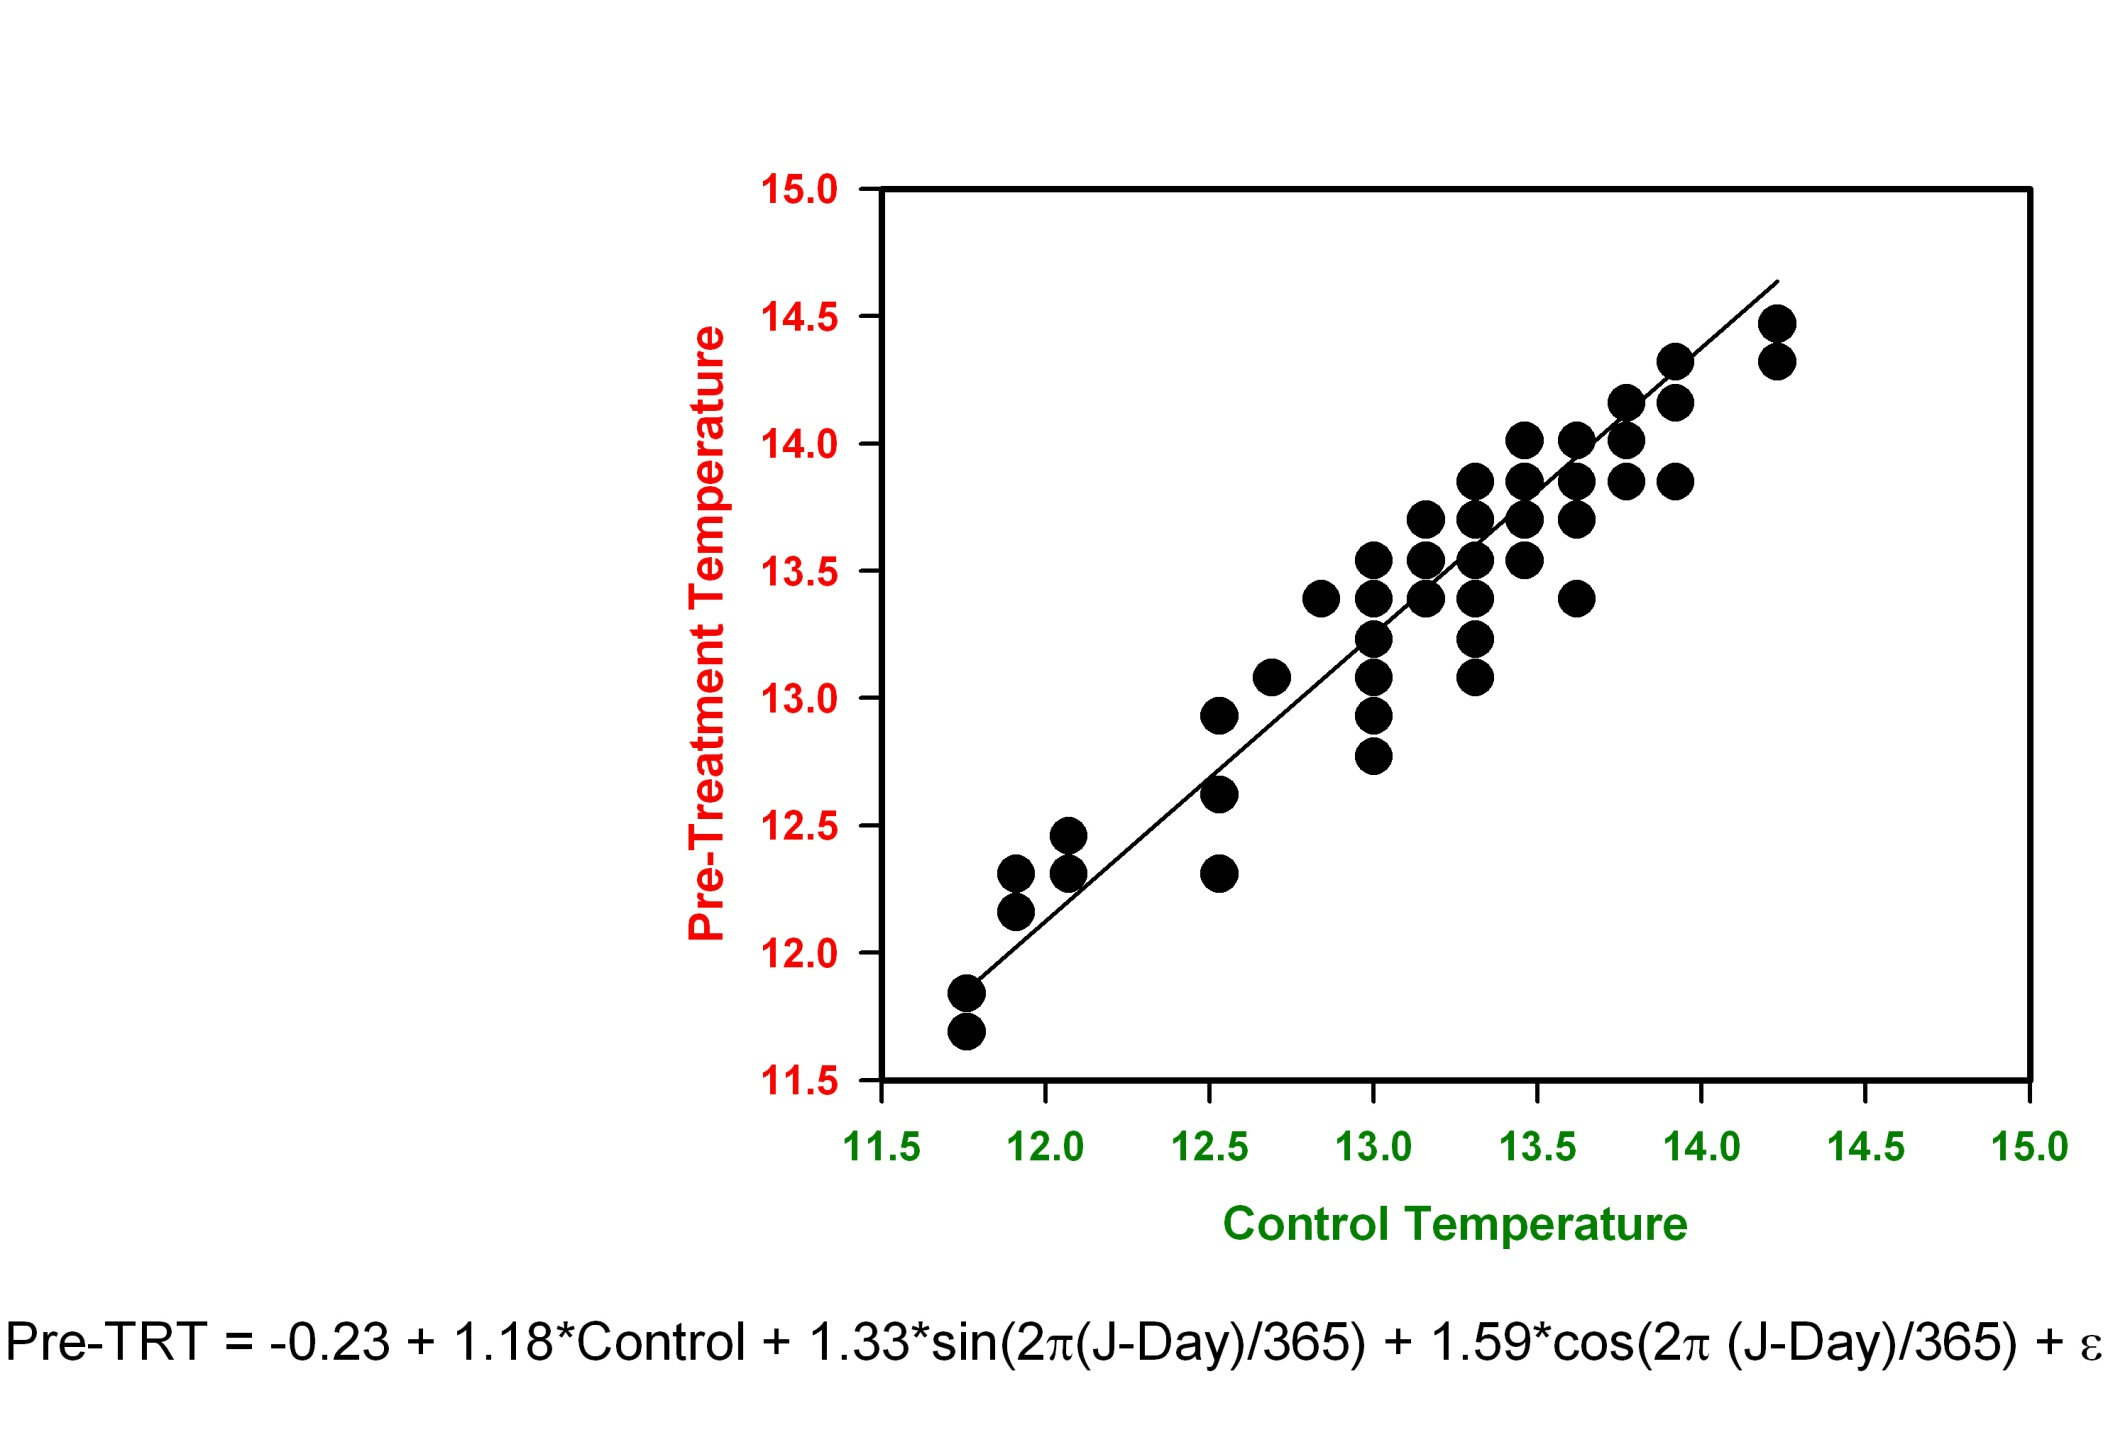 15.0
14.5
14.0
13.5
13.0
12.5
12.0
11.5
Pre-Treatment Temperature
11.5 12.0 12.5 13.0 13.5 14.0 14.5 15.0
Control Temperature
Pre-TRT = -0.23 + 1.18*Control + 1.33*sin(2π(J-Day)/365) + 1.59*cos(2π (J-Day)/365) + ε